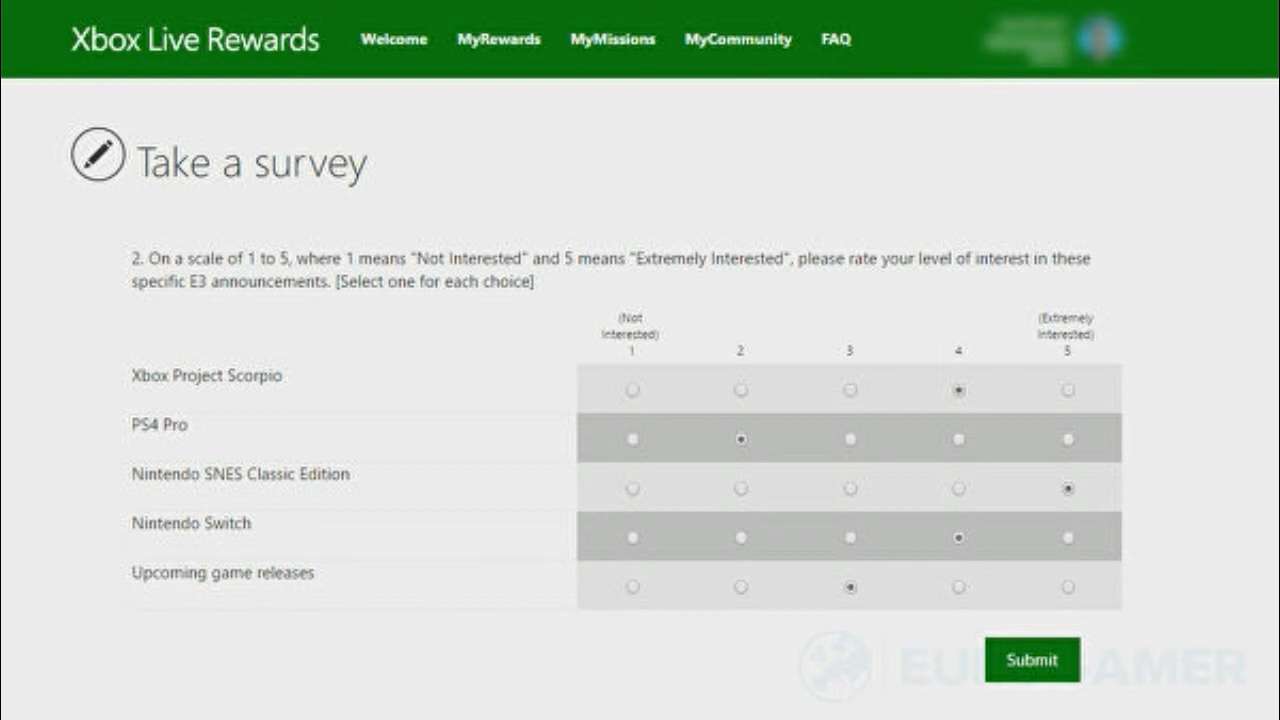 Xbox Live Rewards Welcome MyRewards MyMissions MyCommunity FAQ
Take a survey
2. On a scale of 1 to 5, where 1 means "Not Interested" and 5 means "Extremely Interested", please rate your level of interest in these
specific E3 announcements. [Select one for each choice]
(Not
Interested)
1
2
3
4
(Extremely
Interested)
5
Xbox Project Scorpio
PS4 Pro
Nintendo SNES Classic Edition
Nintendo Switch
Upcoming game releases
Submit